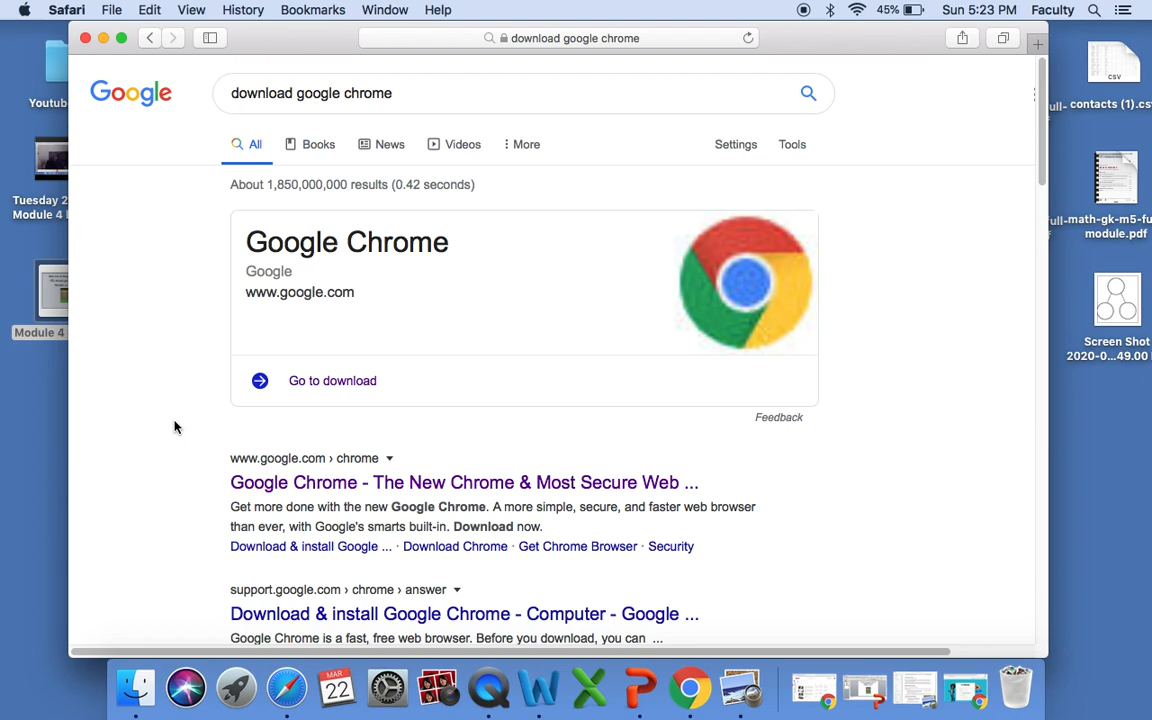 Safari File Edit View History Bookmarks Window Help 45% Sun 5:23 PM Faculty
download google chrome
Google download google chrome
All Books News Videos More Settings Tools
About 1,850,000,000 results (0.42 seconds)
Google Chrome
Google
www.google.com
Go to download
Feedback
www.google.com › chrome
Google Chrome - The New Chrome & Most Secure Web ...
Get more done with the new Google Chrome. A more simple, secure, and faster web browser
than ever, with Google's smarts built-in. Download now.
Download & install Google ... · Download Chrome · Get Chrome Browser · Security
support.google.com › chrome › answer
Download & install Google Chrome - Computer - Google ...
Google Chrome is a fast, free web browser. Before you download, you can ...
Youtub
Tuesday 2
Module 4
Module 4
CSV
ull- contacts (1).cs
ull-math-gk-m5-fu
module.pdf
Screen Shot
2020-0...49.00
MAR
22